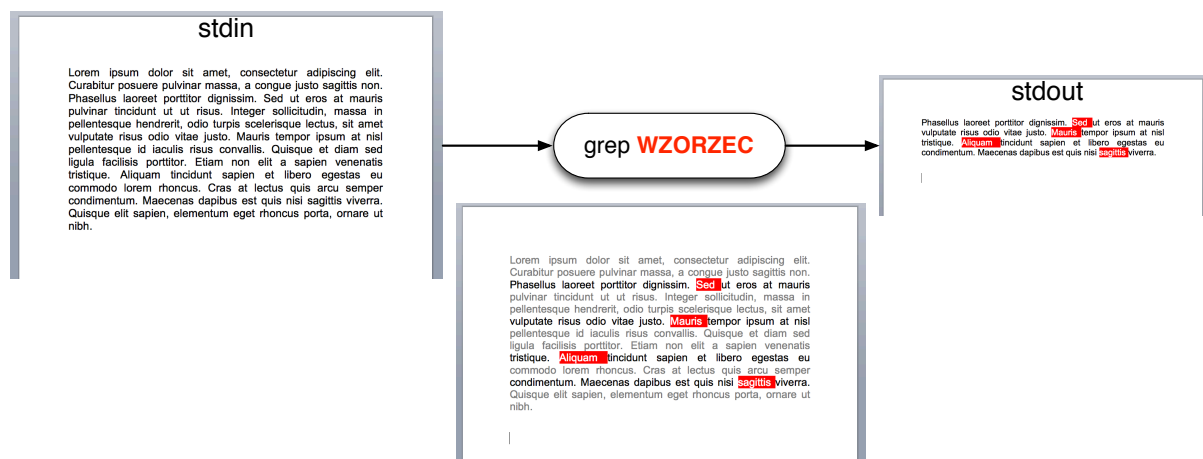 stdin
Lorem ipsum dolor sit amet, consectetur adipiscing elit.
Curabitur posuere pulvinar massa, a congue justo sagittis non.
Phasellus laoreet porttitor dignissim. Sed ut eros at mauris
pulvinar tincidunt ut ut risus. Integer sollicitudin, massa in
pellentesque hendrerit, odio turpis scelerisque lectus, sit amet
vulputate risus odio vitae justo. Mauris tempor ipsum at nisl
pellentesque id iaculis risus convallis. Quisque et diam sed
ligula facilisis porttitor. Etiam non elit a sapien venenatis
tristique. Aliquam tincidunt sapien et libero egestas eu
commodo lorem rhoncus. Cras at lectus quis arcu semper
condimentum. Maecenas dapibus est quis nisi sagittis viverra.
Quisque elit sapien, elementum eget rhoncus porta, ornare ut
nibh.
grep WZORZEC
Lorem ipsum dolor sit amet, consectetur adipiscing elit.
Curabitur posuere pulvinar massa, a congue justo sagittis non.
Phasellus laoreet porttitor dignissim. Sed ut eros at mauris
pulvinar tincidunt ut ut risus. Integer sollicitudin, massa in
pellentesque hendrerit, odio turpis scelerisque lectus, sit amet
vulputate risus odio vitae justo. Mauris tempor ipsum at nisl
pellentesque id iaculis risus convallis. Quisque et diam sed
ligula facilisis porttitor. Etiam non elit a sapien venenatis
tristique. Aliquam tincidunt sapien et libero egestas eu
commodo lorem rhoncus. Cras at lectus quis arcu semper
condimentum. Maecenas dapibus est quis nisi sagittis viverra.
Quisque elit sapien, elementum eget rhoncus porta, ornare ut
nibh.
stdout
Phasellus laoreet porttitor dignissim. Sed ut eros at mauris
vulputate risus odio vitae justo. Mauris tempor ipsum at nisl
tristique. Aliquam tincidunt sapien et libero egestas eu
condimentum. Maecenas dapibus est quis nisi sagittis viverra.